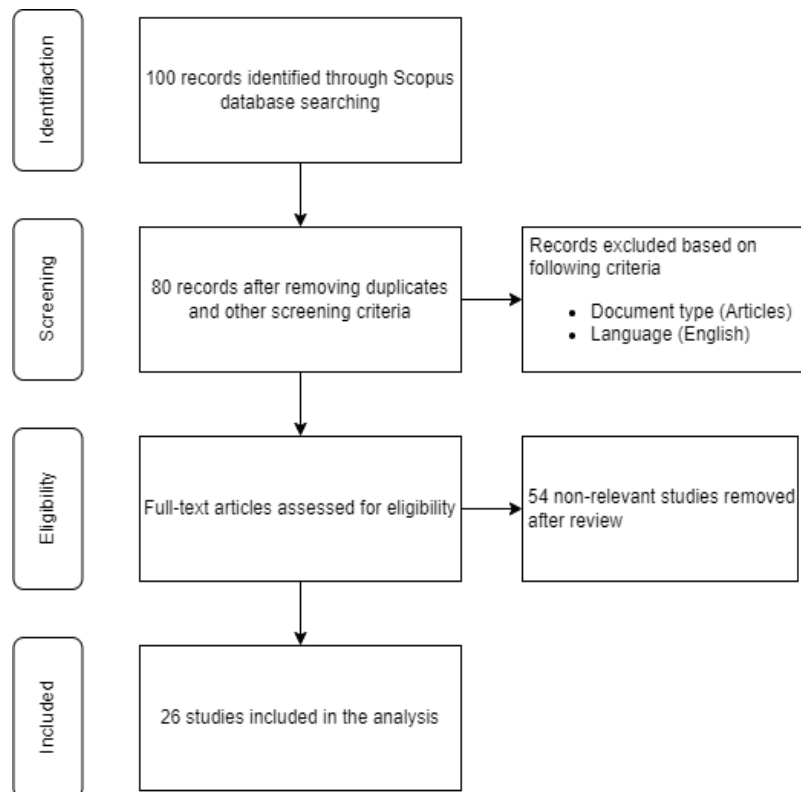 Identifiaction
100 records identified through Scopus
database searching
Screening
80 records after removing duplicates
and other screening criteria
Records excluded based on
following criteria
• Document type (Articles)
• Language (English)
Eligibility
Full-text articles assessed for eligibility
54 non-relevant studies removed
after review
Included
26 studies included in the analysis